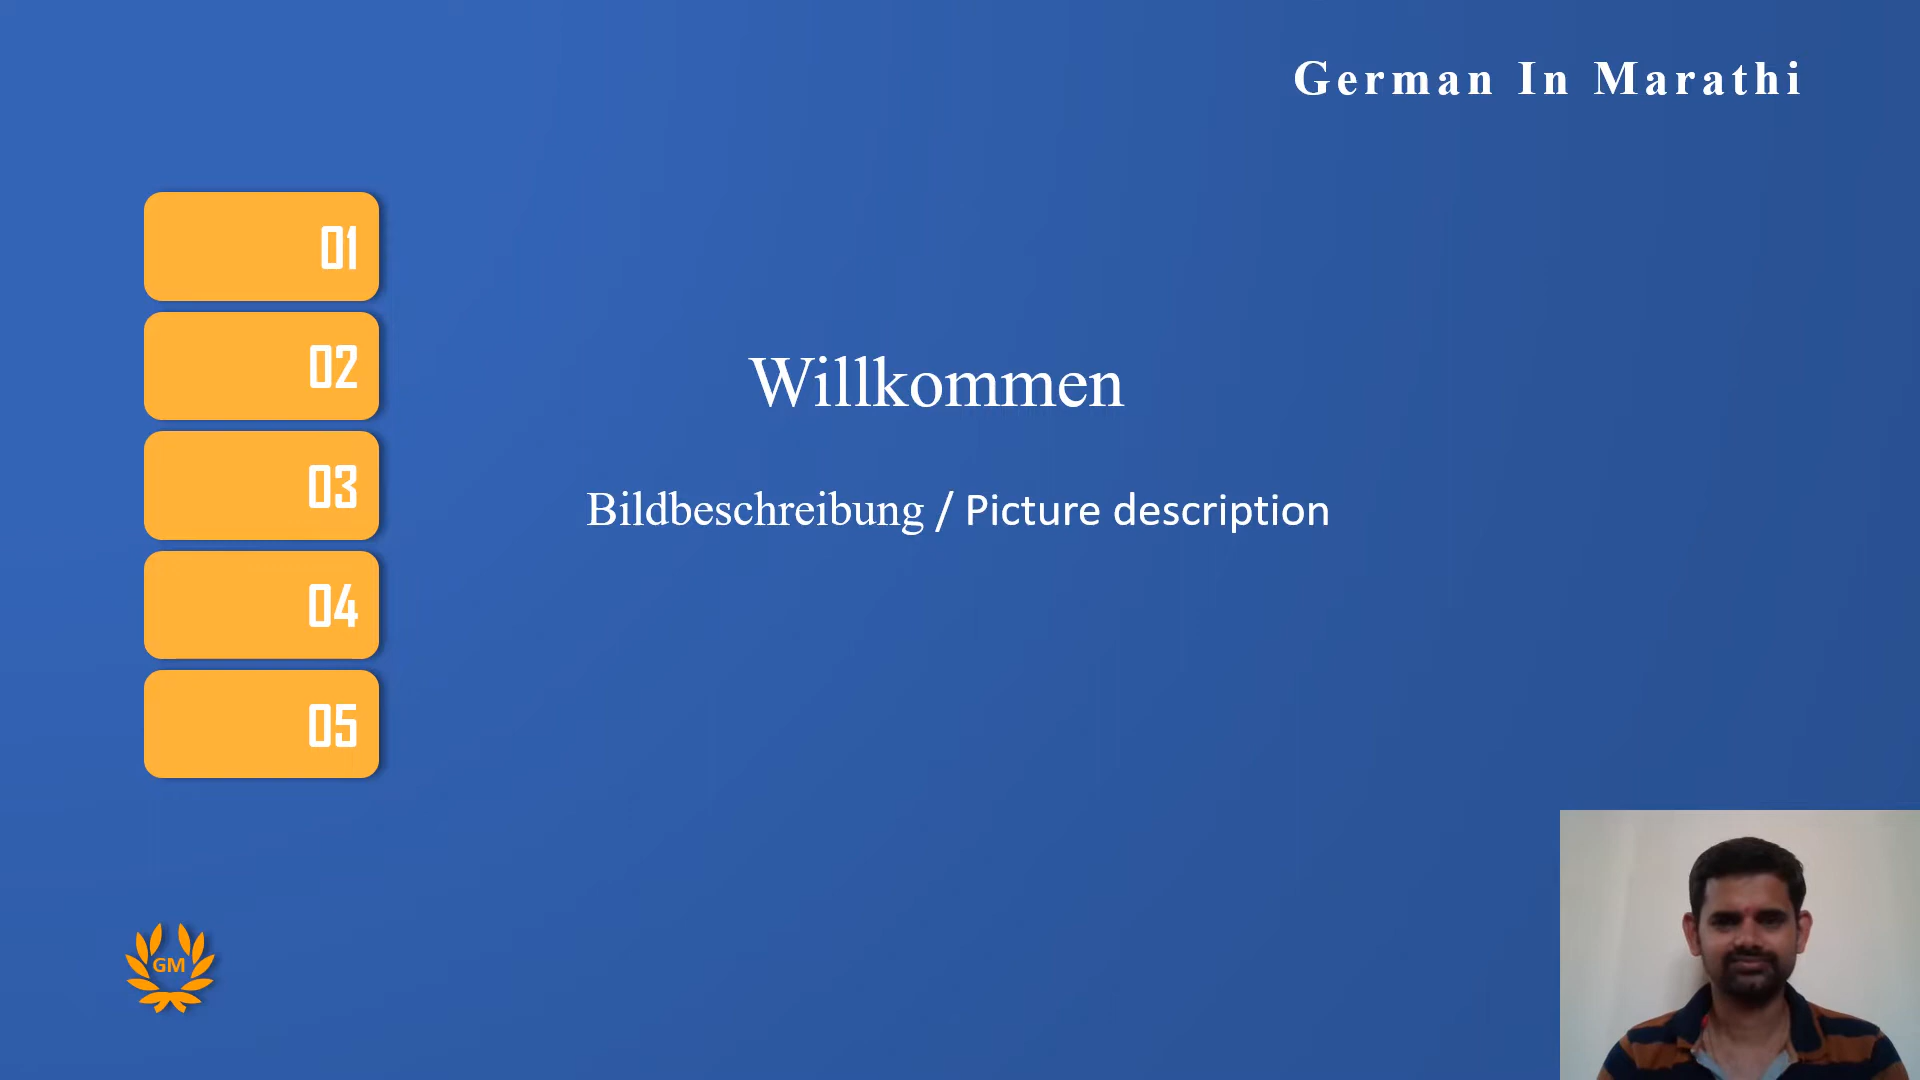 German In Marathi
01
02
03
04
05
Willkommen
Bildbeschreibung / Picture description
GM